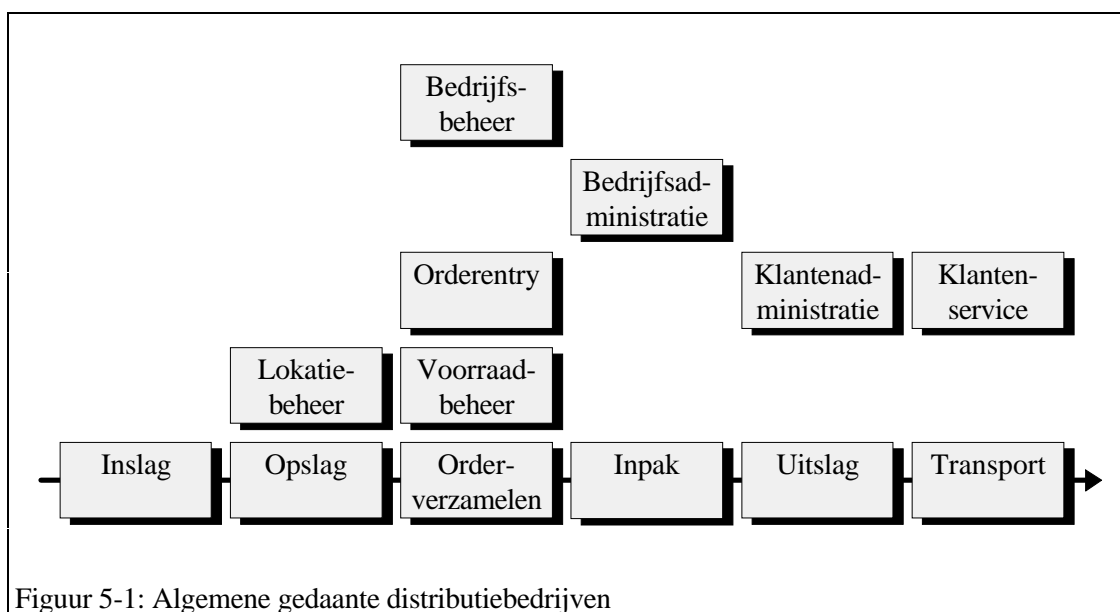 Bedrijfs-
beheer
Bedrijfsad-
ministratie
Orderentry
Klantenad-
ministratie
Klanten-
service
Lokatie-
beheer
Voorraad-
beheer
Inslag
Opslag
Order-
verzamelen
Inpak
Uitslag
Transport
Figuur 5-1: Algemene gedaante distributiebedrijven